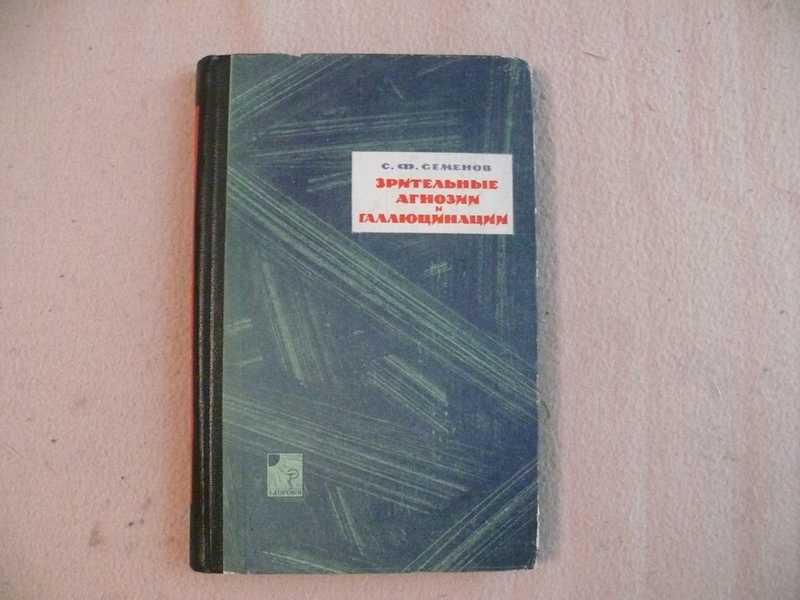 С. Ф. СЕМЕНОВ
ЗРИТЕЛЬНЫЕ
АГНОЗИИ
И
ГАЛЛЮЦИНАЦИИ